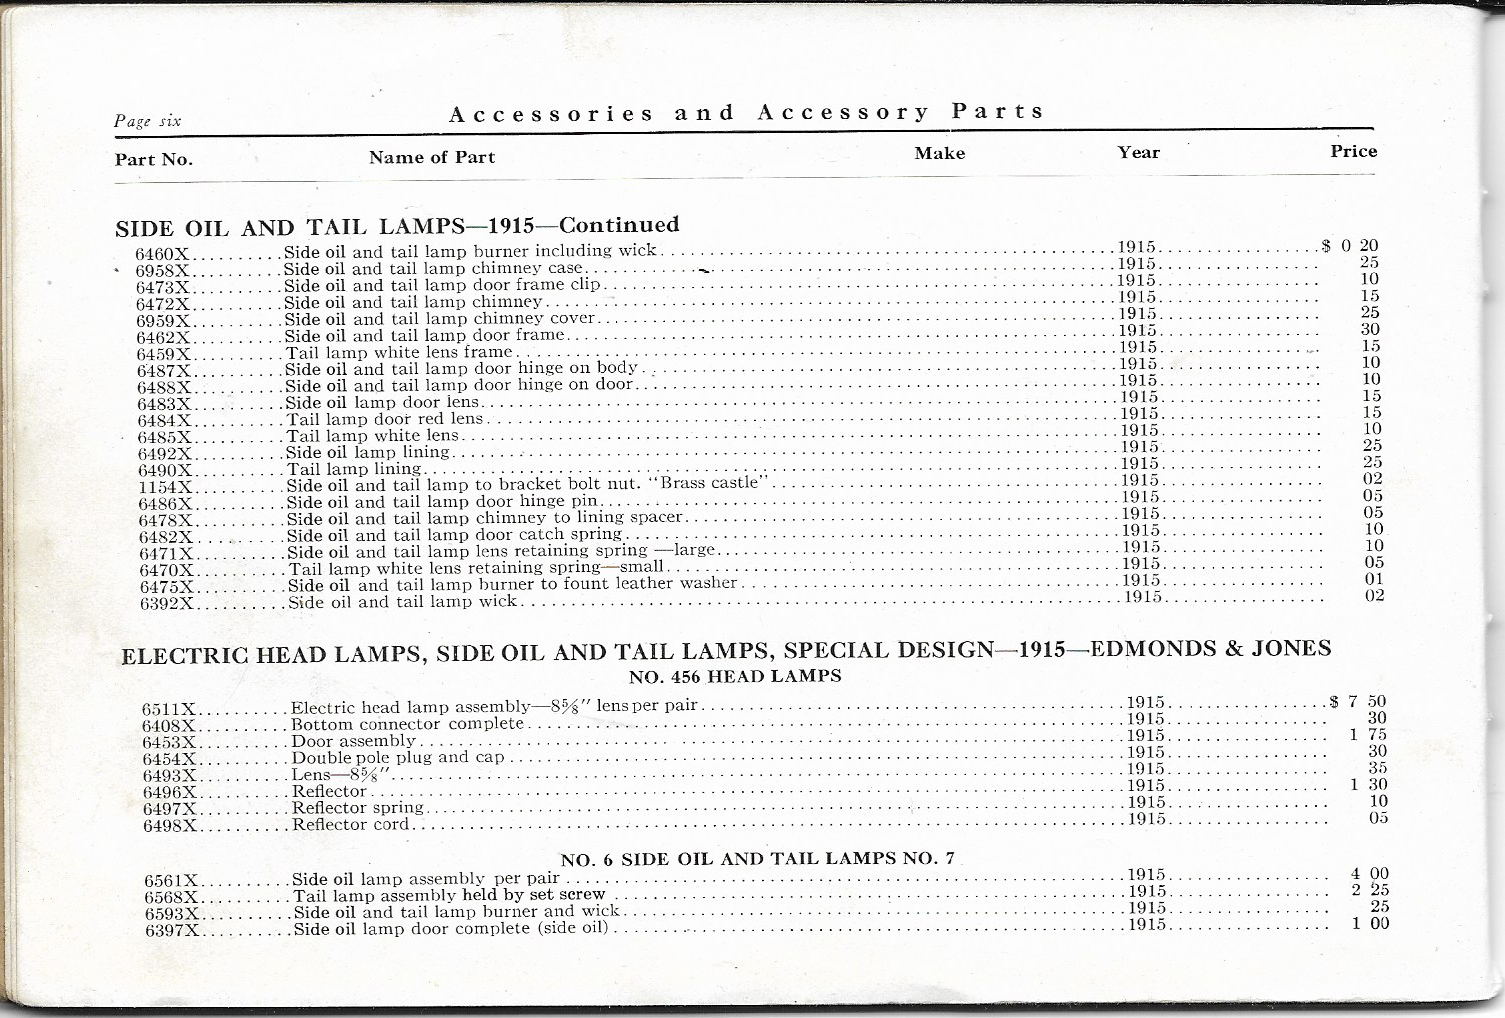 Page six
Accessories and Accessory Parts
Part No. Name of Part Make Year Price
SIDE OIL AND TAIL LAMPS—1915—Continued
6460X..........Side oil and tail lamp burner including wick..........1915..........$ 0 20
6958X..........Side oil and tail lamp chimney case..........1915.......... 25
6473X..........Side oil and tail lamp door frame clip..........1915.......... 10
6472X..........Side oil and tail lamp chimney..........1915.......... 15
6959X..........Side oil and tail lamp chimney cover..........1915.......... 25
6462X..........Side oil and tail lamp door frame..........1915.......... 30
6459X..........Tail lamp white lens frame..........1915.......... 15
6487X..........Side oil and tail lamp door hinge on body..........1915.......... 10
6488X..........Side oil and tail lamp door hinge on door..........1915.......... 10
6483X..........Side oil lamp door lens..........1915.......... 15
6484X..........Tail lamp door red lens..........1915.......... 15
6485X..........Tail lamp white lens..........1915.......... 10
6492X..........Side oil lamp lining..........1915.......... 25
6490X..........Tail lamp lining..........1915.......... 25
1154X..........Side oil and tail lamp to bracket bolt nut. “Brass castle”..........1915.......... 02
6486X..........Side oil and tail lamp door hinge pin..........1915.......... 05
6478X..........Side oil and tail lamp chimney to lining spacer..........1915.......... 05
6482X..........Side oil and tail lamp door catch spring..........1915.......... 10
6471X..........Side oil and tail lamp lens retaining spring —large..........1915.......... 10
6470X..........Tail lamp white lens retaining spring—small..........1915.......... 05
6475X..........Side oil and tail lamp burner to fount leather washer..........1915.......... 01
6392X..........Side oil and tail lamp wick..........1915.......... 02
ELECTRIC HEAD LAMPS, SIDE OIL AND TAIL LAMPS, SPECIAL DESIGN—1915—EDMONDS & JONES
NO. 456 HEAD LAMPS
6511X..........Electric head lamp assembly—8⅝″ lens per pair..........1915..........$ 7 50
6408X..........Bottom connector complete..........1915.......... 30
6453X..........Door assembly..........1915.......... 1 75
6454X..........Double pole plug and cap..........1915.......... 30
6493X..........Lens—8⅝″..........1915.......... 35
6496X..........Reflector..........1915.......... 1 30
6497X..........Reflector spring..........1915.......... 10
6498X..........Reflector cord..........1915.......... 05
NO. 6 SIDE OIL AND TAIL LAMPS NO. 7
6561X..........Side oil lamp assembly per pair..........1915.......... 4 00
6568X..........Tail lamp assembly held by set screw..........1915.......... 2 25
6593X..........Side oil and tail lamp burner and wick..........1915.......... 25
6397X..........Side oil lamp door complete (side oil)..........1915.......... 1 00